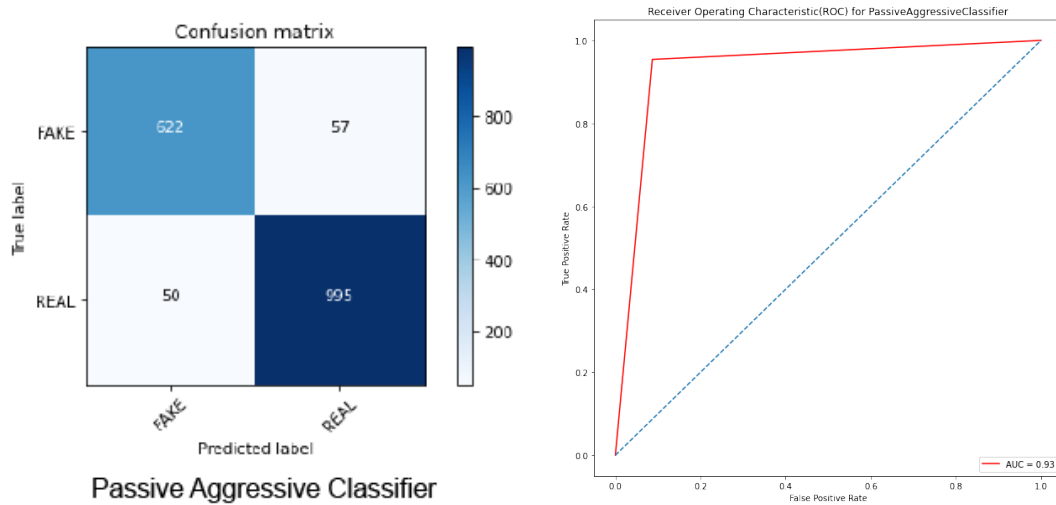 Confusion matrix
FAKE
622
57
800
600
True label
REAL
50
995
400
200
FAKE
REAL
Predicted label
Passive Aggressive Classifier
Receiver Operating Characteristic(ROC) for PassiveAggressiveClassifier
1.0
0.8
0.6
True Positive Rate
0.4
0.2
0.0
AUC = 0.93
0.0
0.2
0.4
0.6
0.8
1.0
False Positive Rate